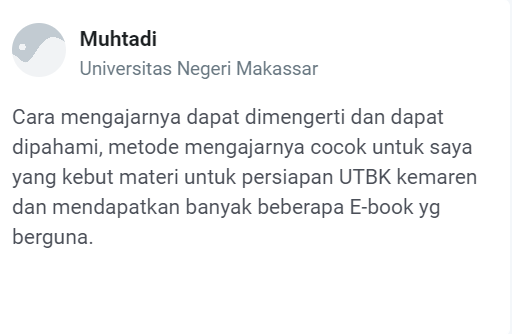 Muhtadi
Universitas Negeri Makassar
Cara mengajarnya dapat dimengerti dan dapat
dipahami, metode mengajarnya cocok untuk saya
yang kebut materi untuk persiapan UTBK kemaren
dan mendapatkan banyak beberapa E-book yg
berguna.